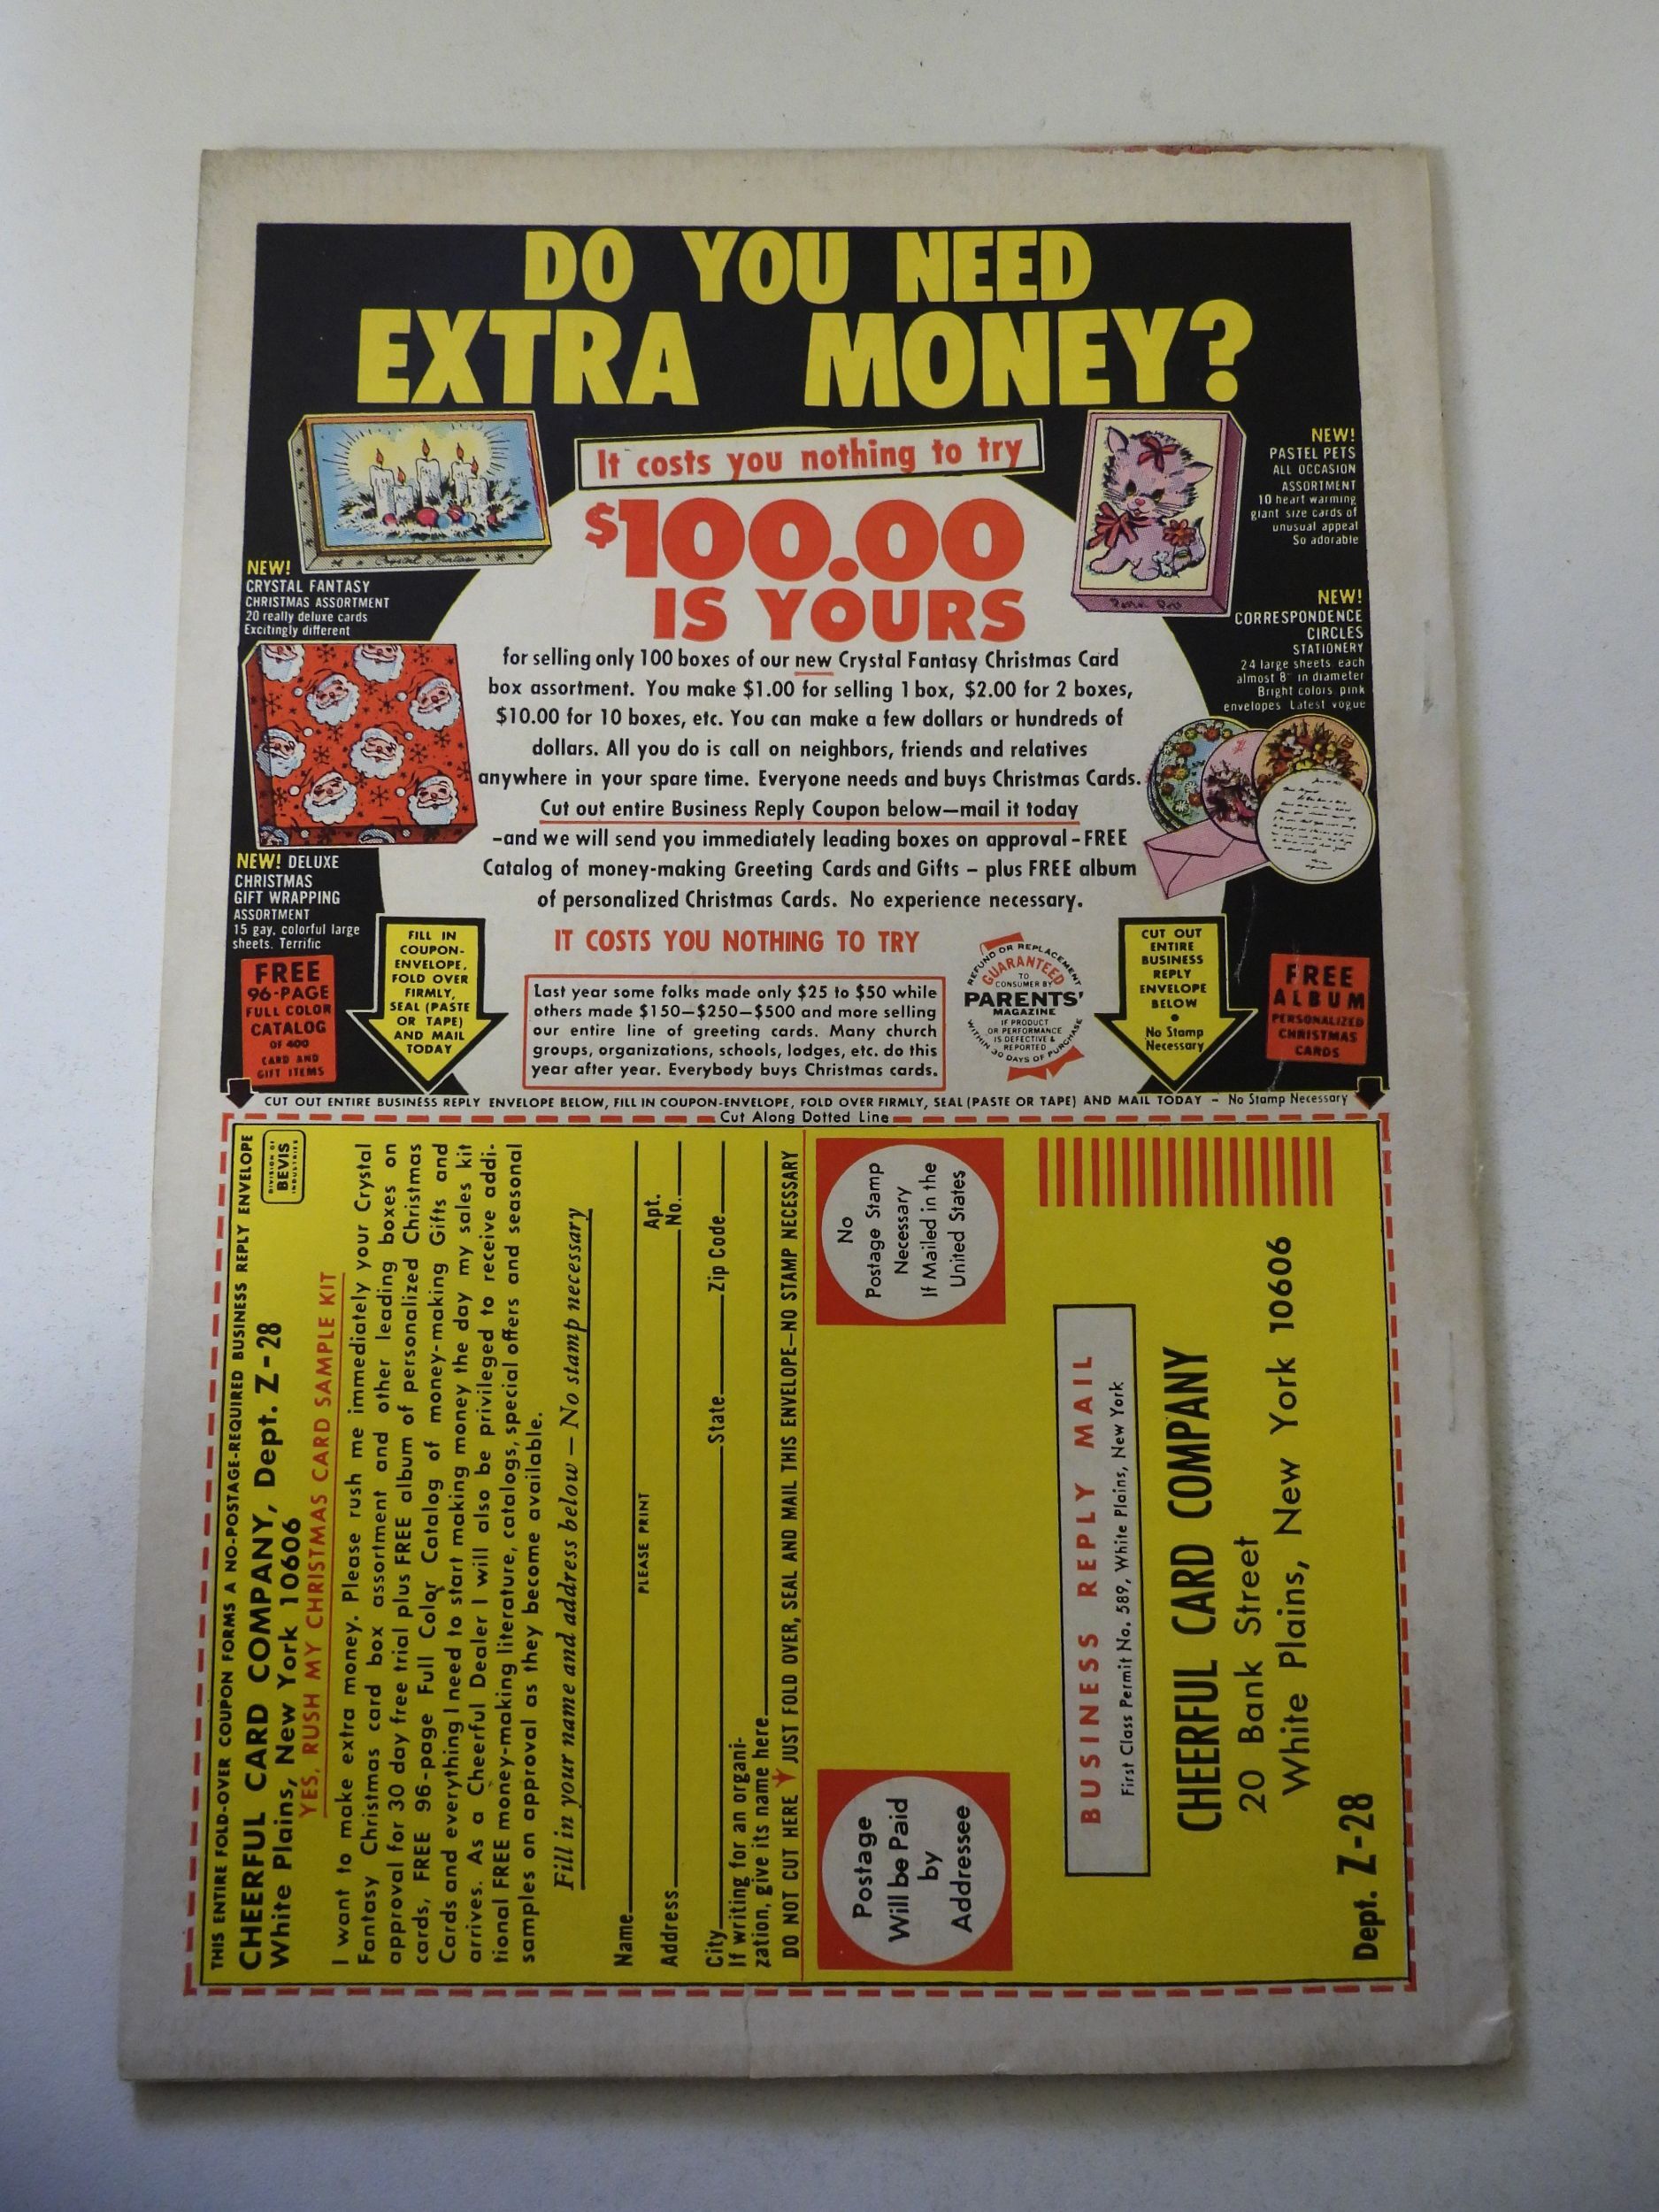 DO YOU NEED
EXTRA MONEY?
It costs you nothing to try
$100.00
IS YOURS
for selling only 100 boxes of our new Crystal Fantasy Christmas Card
box assortment. You make $1.00 for selling 1 box, $2.00 for 2 boxes,
$10.00 for 10 boxes, etc. You can make a few dollars or hundreds of
dollars. All you do is call on neighbors, friends and relatives
anywhere in your spare time. Everyone needs and buys Christmas Cards.
Cut out entire Business Reply Coupon below—mail it today
-and we will send you immediately leading boxes on approval - FREE
Catalog of money-making Greeting Cards and Gifts - plus FREE album
of personalized Christmas Cards. No experience necessary.
IT COSTS YOU NOTHING TO TRY
Crystal Fantasy
NEW!
CRYSTAL FANTASY
CHRISTMAS ASSORTMENT
20 really deluxe cards
Excitingly different
NEW! DELUXE
CHRISTMAS
GIFT WRAPPING
ASSORTMENT
15 gay, colorful large
sheets. Terrific
Pastel Pets
NEW!
PASTEL PETS
ALL OCCASION
ASSORTMENT
10 heart warming
giant size cards of
unusual appeal
So adorable
NEW!
CORRESPONDENCE
CIRCLES
STATIONERY
24 large sheets each
almost 8" in diameter
Bright colors pink
envelopes Latest vogue
FREE
96-PAGE
FULL COLOR
CATALOG
OF 400
CARD AND
GIFT ITEMS
FILL IN
COUPON-
ENVELOPE,
FOLD OVER
FIRMLY,
SEAL (PASTE
OR TAPE)
AND MAIL
TODAY
Last year some folks made only $25 to $50 while
others made $150—$250—$500 and more selling
our entire line of greeting cards. Many church
groups, organizations, schools, lodges, etc. do this
year after year. Everybody buys Christmas cards.
REFUND OR REPLACEMENT
GUARANTEED
TO
CONSUMER BY
PARENTS'
MAGAZINE
IF PRODUCT
OR PERFORMANCE
IS DEFECTIVE &
REPORTED
WITHIN 30 DAYS OF PURCHASE
CUT OUT
ENTIRE
BUSINESS
REPLY
ENVELOPE
BELOW
•
No Stamp
Necessary
FREE
ALBUM
PERSONALIZED
CHRISTMAS
CARDS
CUT OUT ENTIRE BUSINESS REPLY ENVELOPE BELOW, FILL IN COUPON-ENVELOPE, FOLD OVER FIRMLY, SEAL (PASTE OR TAPE) AND MAIL TODAY - No Stamp Necessary
Cut Along Dotted Line
THIS ENTIRE FOLD-OVER COUPON FORMS A NO-POSTAGE-REQUIRED BUSINESS REPLY ENVELOPE
CHEERFUL CARD COMPANY, Dept. Z-28
White Plains, New York 10606
DIVISION OF
BEVIS
INDUSTRIES
YES, RUSH MY CHRISTMAS CARD SAMPLE KIT
I want to make extra money. Please rush me immediately your Crystal
Fantasy Christmas card box assortment and other leading boxes on
approval for 30 day free trial plus FREE album of personalized Christmas
cards, FREE 96-page Full Color Catalog of money-making Gifts and
Cards and everything I need to start making money the day my sales kit
arrives. As a Cheerful Dealer I will also be privileged to receive addi-
tional FREE money-making literature, catalogs, special offers and seasonal
samples on approval as they become available.
Fill in your name and address below — No stamp necessary
Name
PLEASE PRINT
Address Apt. No.
City State Zip Code
If writing for an organi-
zation, give its name here
DO NOT CUT HERE JUST FOLD OVER, SEAL AND MAIL THIS ENVELOPE—NO STAMP NECESSARY
Postage
Will be Paid
by
Addressee
No
Postage Stamp
Necessary
If Mailed in the
United States
BUSINESS REPLY MAIL
First Class Permit No. 589, White Plains, New York
CHEERFUL CARD COMPANY
20 Bank Street
White Plains, New York 10606
Dept. Z-28